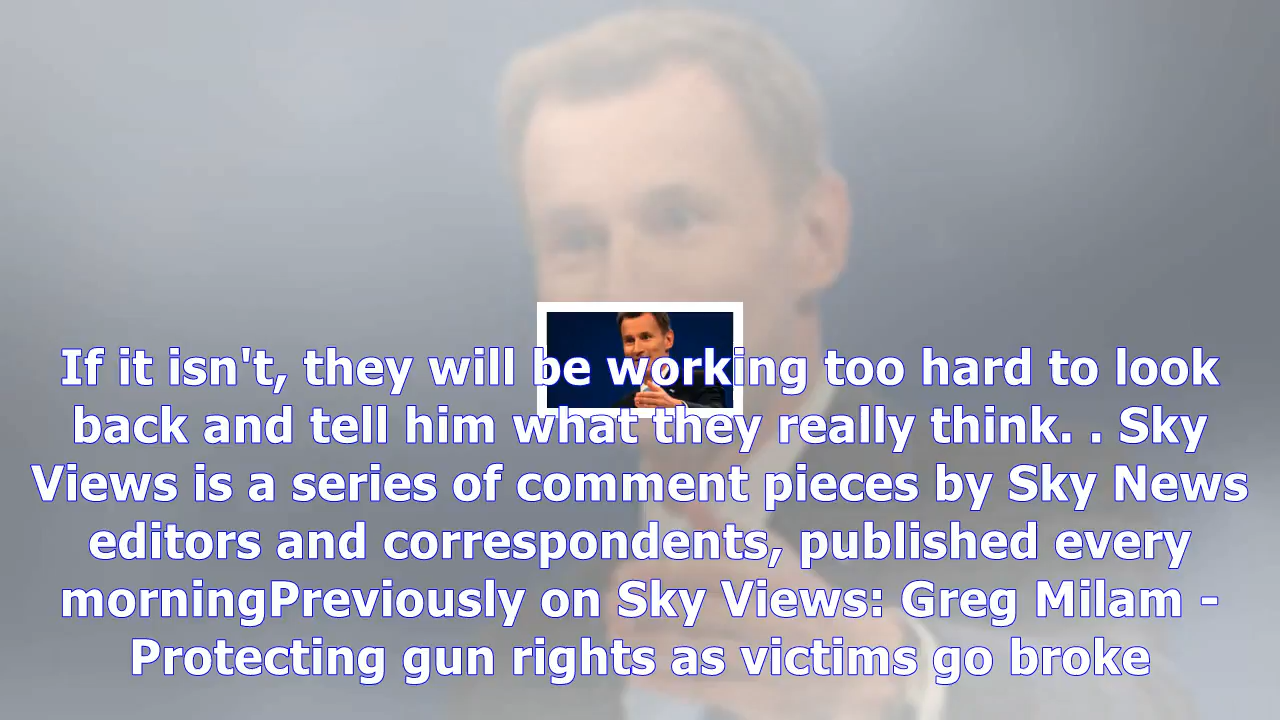 If it isn't, they will be working too hard to look
back and tell him what they really think. . Sky
Views is a series of comment pieces by Sky News
editors and correspondents, published every
morningPreviously on Sky Views: Greg Milam -
Protecting gun rights as victims go broke